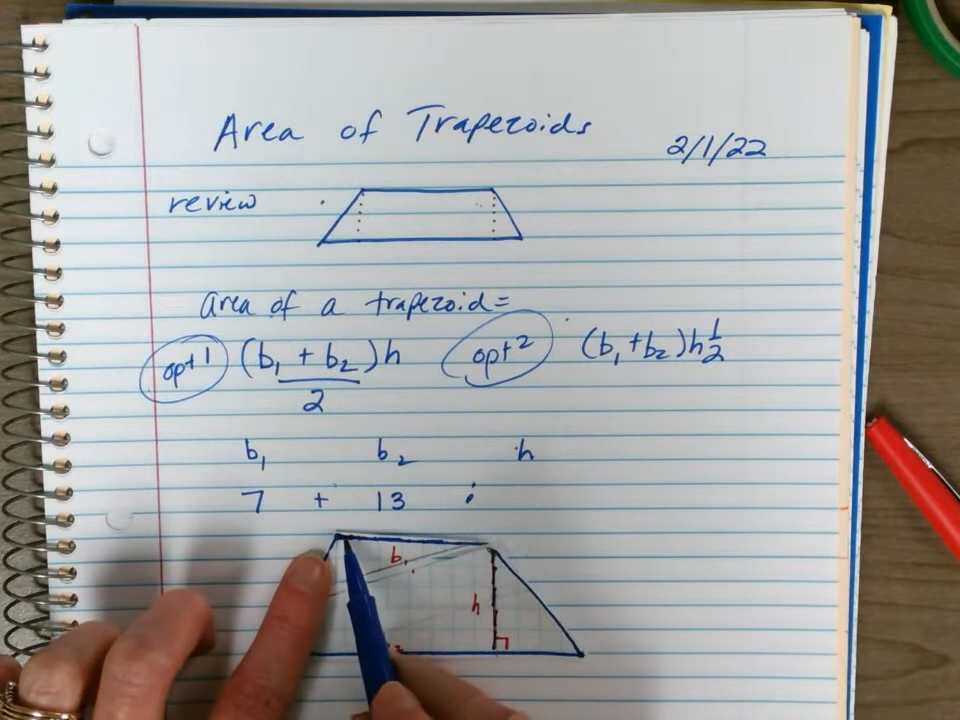 Area of Trapezoids
2/1/22
review
area of a trapezoid =
opt 1 (b₁ + b₂)h opt 2 (b₁+b₂)h½
2
b₁ b₂ h
7 + 13
b₁
h